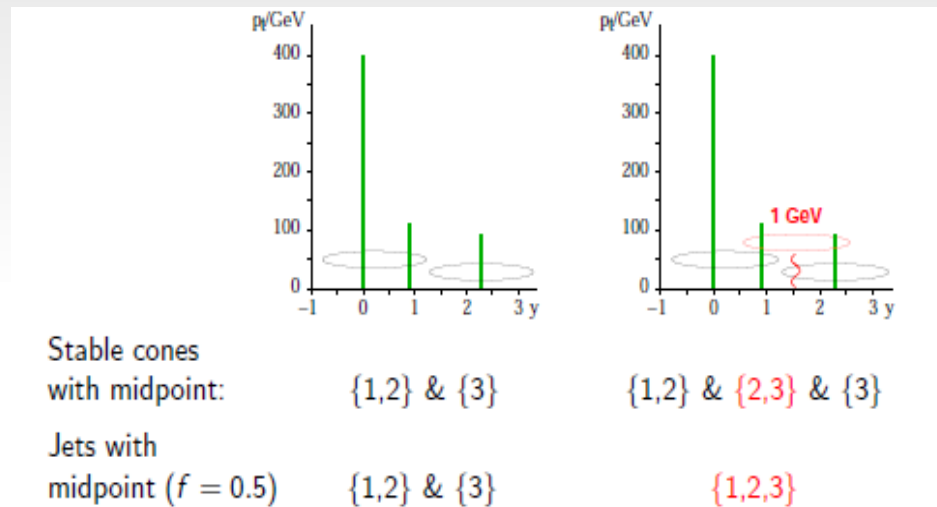 p_t/GeV
400
300
200
100
0
−1 0 1 2 3 y
p_t/GeV
400
300
200
100
0
−1 0 1 2 3 y
1 GeV
Stable cones
with midpoint: {1,2} & {3} {1,2} & {2,3} & {3}
Jets with
midpoint (f = 0.5) {1,2} & {3} {1,2,3}